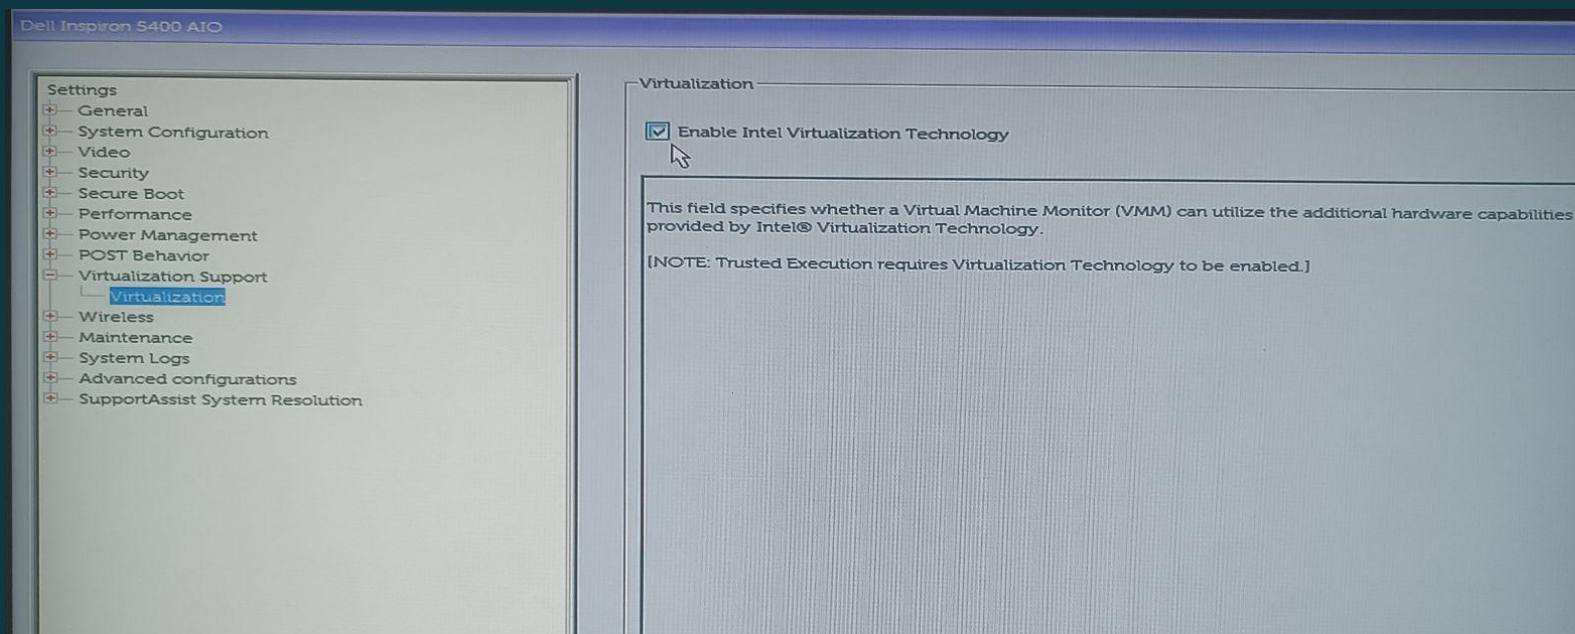 Dell Inspiron 5400 AIO
Settings
General
System Configuration
Video
Security
Secure Boot
Performance
Power Management
POST Behavior
Virtualization Support
Virtualization
Wireless
Maintenance
System Logs
Advanced configurations
SupportAssist System Resolution
Virtualization
Enable Intel Virtualization Technology
This field specifies whether a Virtual Machine Monitor (VMM) can utilize the additional hardware capabilities
provided by Intel® Virtualization Technology.
[NOTE: Trusted Execution requires Virtualization Technology to be enabled.]